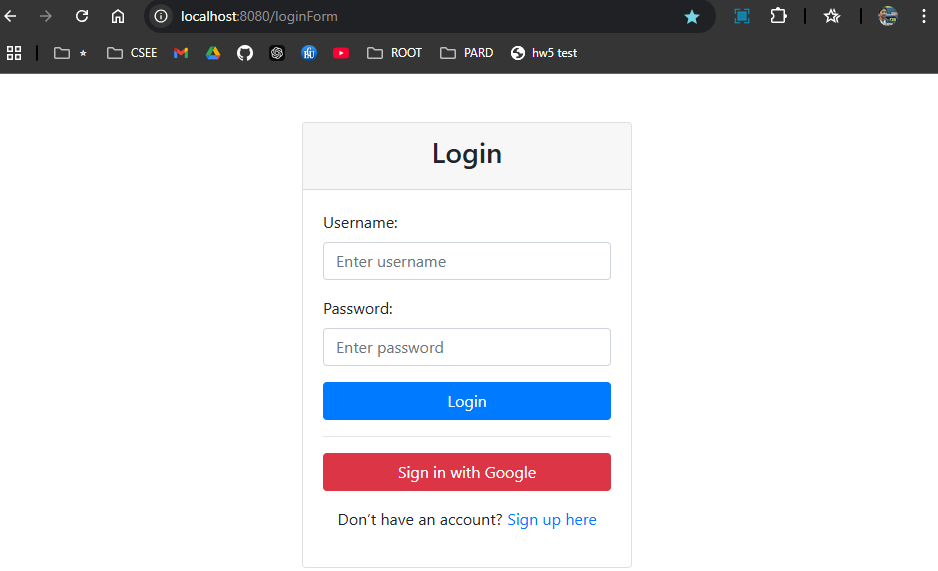 localhost:8080/loginForm
CSEE ROOT PARD hw5 test
Login
Username:
Enter username
Password:
Enter password
Login
Sign in with Google
Don't have an account? Sign up here